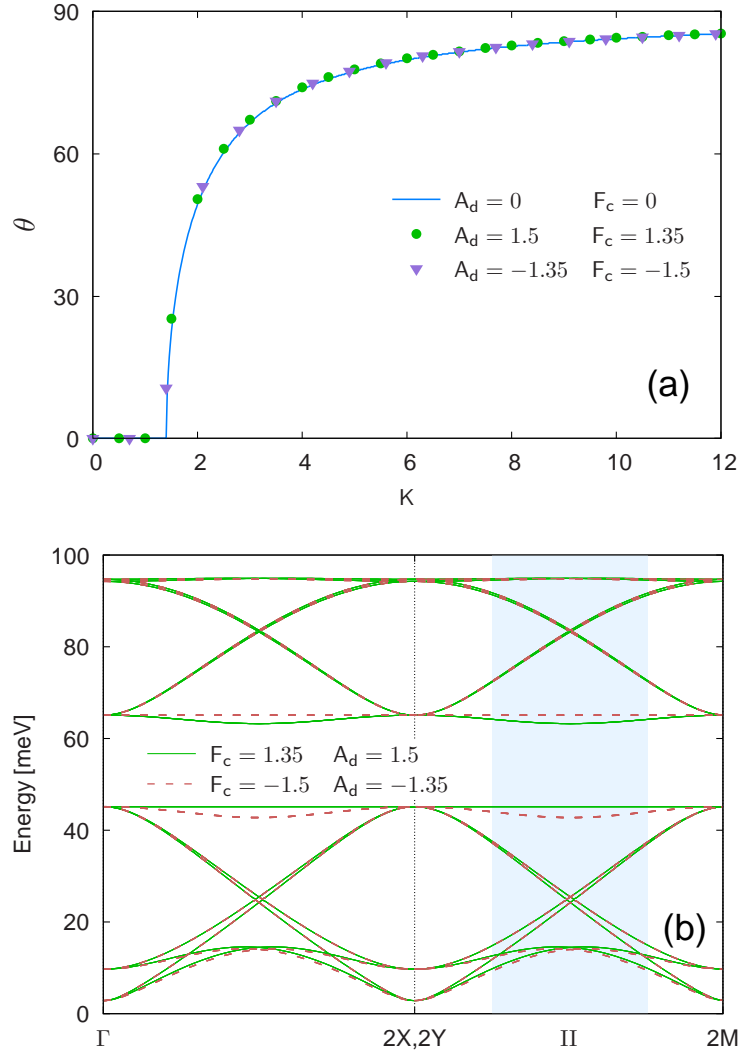 90
60
30
0
θ
A_d = 0 F_c = 0
A_d = 1.5 F_c = 1.35
A_d = −1.35 F_c = −1.5
(a)
0 2 4 6 8 10 12
K
100
80
60
40
20
0
Energy [meV]
F_c = 1.35 A_d = 1.5
F_c = −1.5 A_d = −1.35
(b)
Γ 2X,2Y II 2M